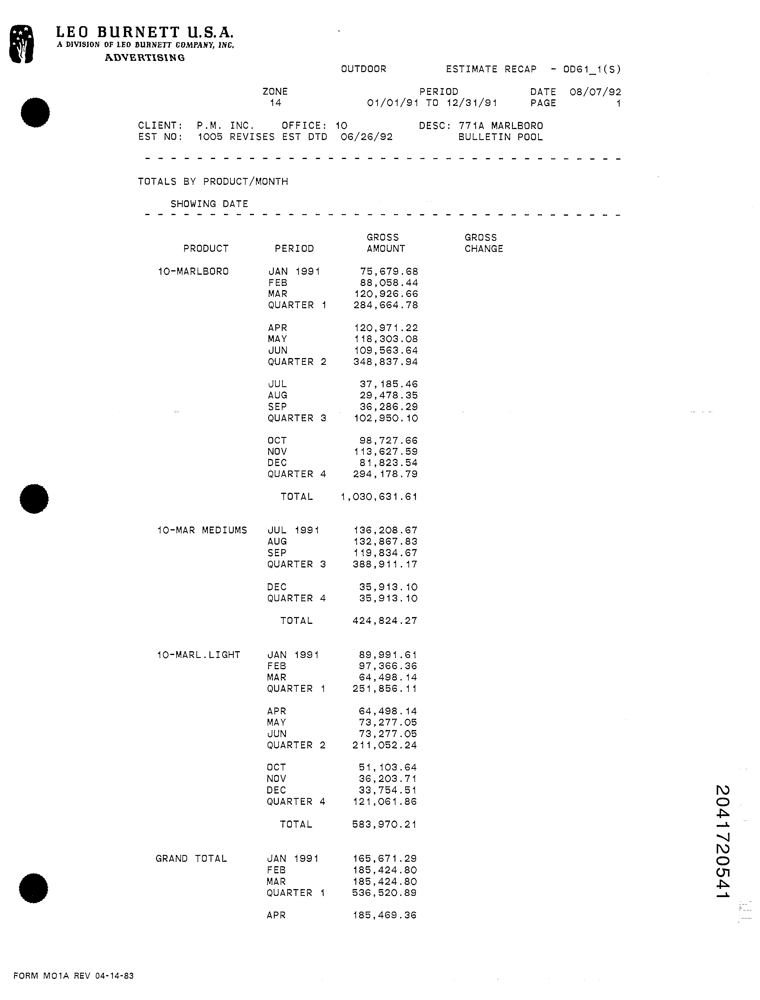 LEO BURNETT U.S.A.
A DIVISION OF LEO BURNETT COMPANY, INC.
ADVERTISING
OUTDOOR ESTIMATE RECAP - OD61_1(S)
ZONE PERIOD DATE 08/07/92
14 01/01/91 TO 12/31/91 PAGE 1
CLIENT: P.M. INC. OFFICE: 10 DESC: 771A MARLBORO
EST NO: 1005 REVISES EST DTD 06/26/92 BULLETIN POOL
TOTALS BY PRODUCT/MONTH
SHOWING DATE
GROSS GROSS
PRODUCT PERIOD AMOUNT CHANGE
10-MARLBORO JAN 1991 75,679.68
FEB 88,058.44
MAR 120,926.66
QUARTER 1 284,664.78
APR 120,971.22
MAY 118,303.08
JUN 109,563.64
QUARTER 2 348,837.94
JUL 37,185.46
AUG 29,478.35
SEP 36,286.29
QUARTER 3 102,950.10
OCT 98,727.66
NOV 113,627.59
DEC 81,823.54
QUARTER 4 294,178.79
TOTAL 1,030,631.61
10-MAR MEDIUMS JUL 1991 136,208.67
AUG 132,867.83
SEP 119,834.67
QUARTER 3 388,911.17
DEC 35,913.10
QUARTER 4 35,913.10
TOTAL 424,824.27
10-MARL.LIGHT JAN 1991 89,991.61
FEB 97,366.36
MAR 64,498.14
QUARTER 1 251,856.11
APR 64,498.14
MAY 73,277.05
JUN 73,277.05
QUARTER 2 211,052.24
OCT 51,103.64
NOV 36,203.71
DEC 33,754.51
QUARTER 4 121,061.86
TOTAL 583,970.21
GRAND TOTAL JAN 1991 165,671.29
FEB 185,424.80
MAR 185,424.80
QUARTER 1 536,520.89
APR 185,469.36
2041720541
FORM M01A REV 04-14-83